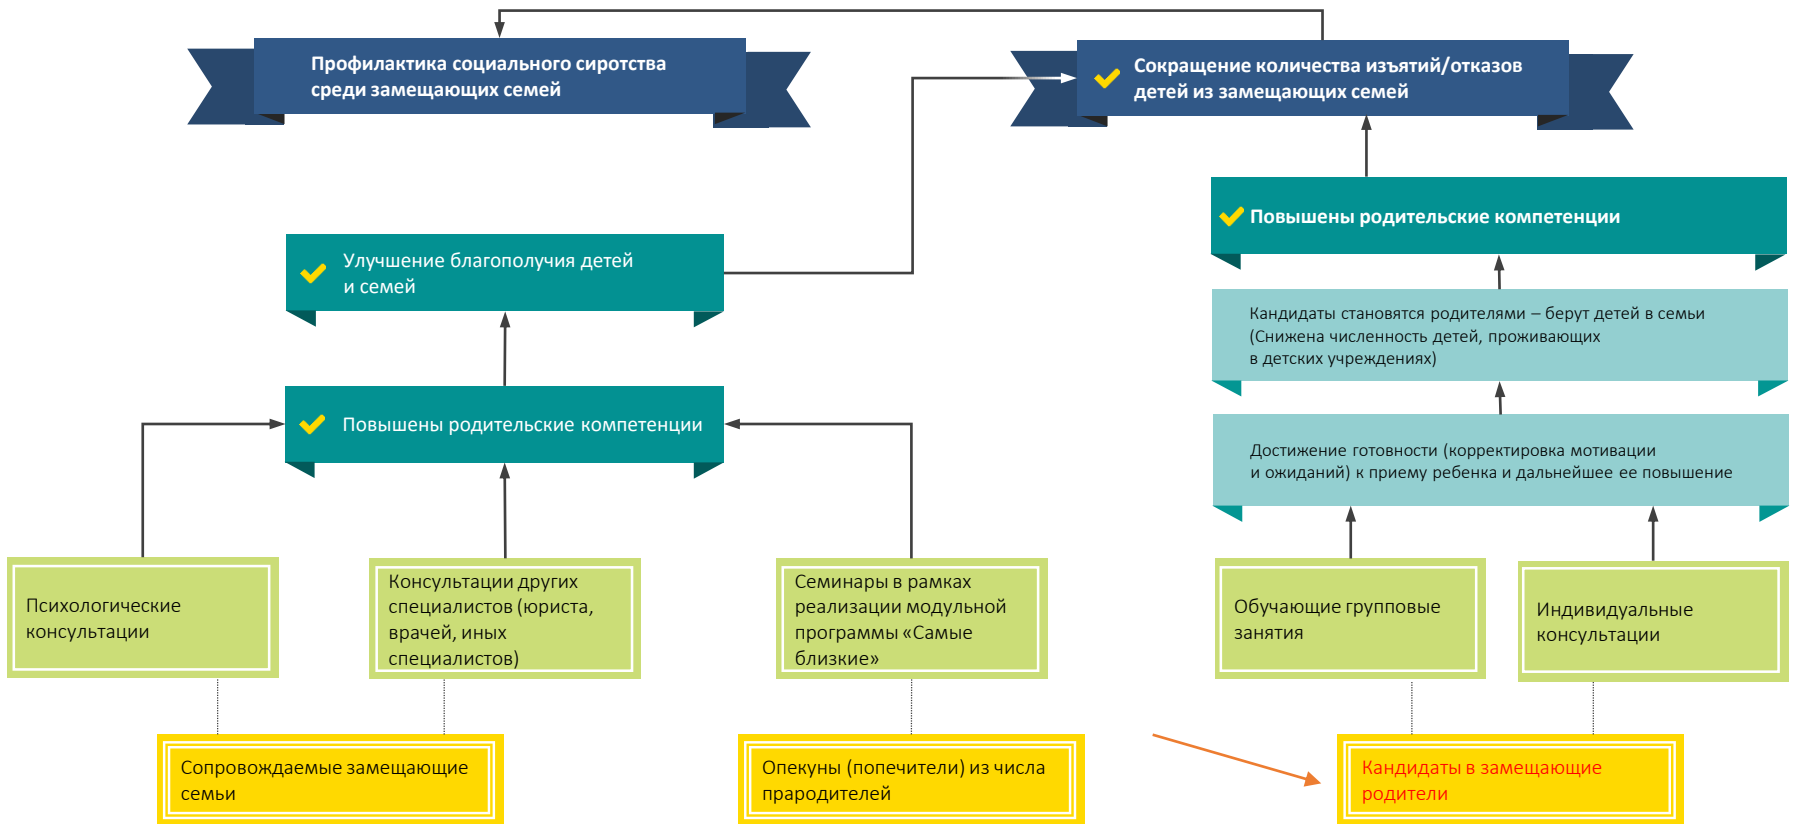 Профилактика социального сиротства
среди замещающих семей
Сокращение количества изъятий/отказов
детей из замещающих семей
Повышены родительские компетенции
Улучшение благополучия детей
и семей
Кандидаты становятся родителями – берут детей в семьи
(Снижена численность детей, проживающих
в детских учреждениях)
Повышены родительские компетенции
Достижение готовности (корректировка мотивации
и ожиданий) к приему ребенка и дальнейшее ее повышение
Психологические
консультации
Консультации других
специалистов (юриста,
врачей, иных
специалистов)
Семинары в рамках
реализации модульной
программы «Самые
близкие»
Обучающие групповые
занятия
Индивидуальные
консультации
Сопровождаемые замещающие
семьи
Опекуны (попечители) из числа
прародителей
Кандидаты в замещающие
родители